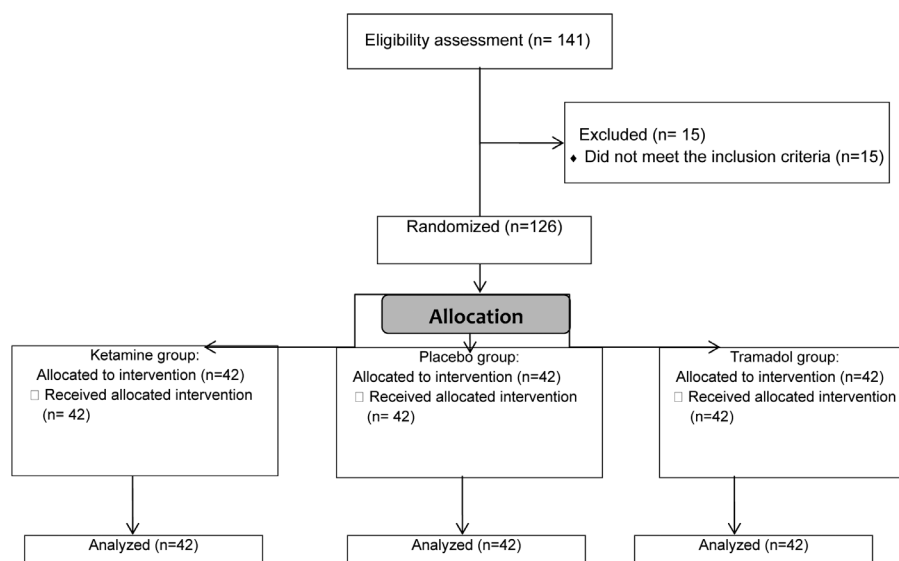 Eligibility assessment (n= 141)
Excluded (n= 15)
♦ Did not meet the inclusion criteria (n=15)
Randomized (n=126)
Allocation
Ketamine group:
Allocated to intervention (n=42)
□ Received allocated intervention
(n= 42)
Placebo group:
Allocated to intervention (n=42)
□ Received allocated intervention
(n= 42)
Tramadol group:
Allocated to intervention (n=42)
□ Received allocated intervention
(n=42)
Analyzed (n=42)
Analyzed (n=42)
Analyzed (n=42)